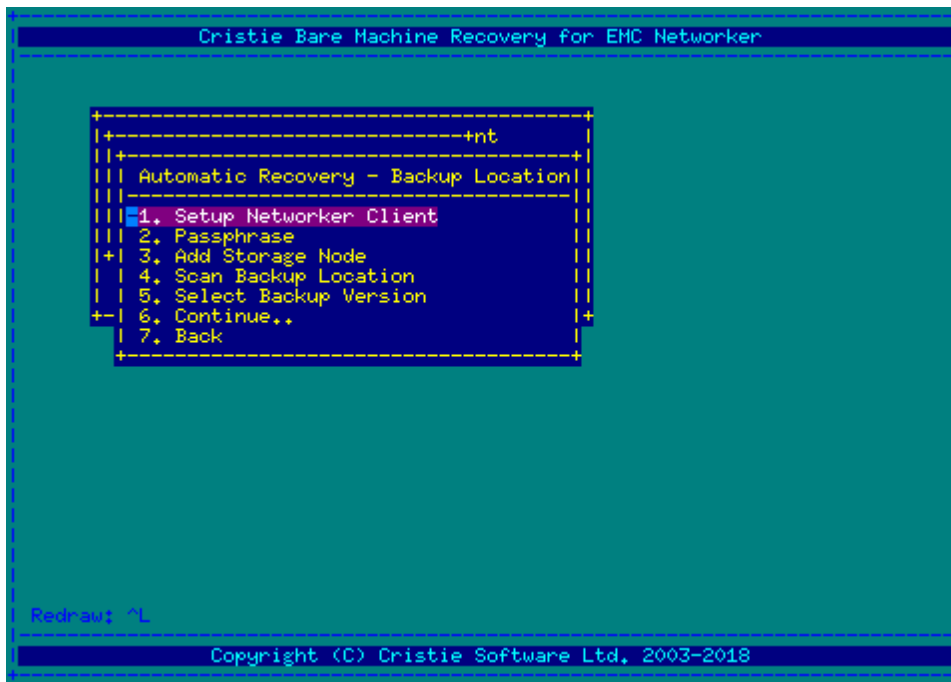 Cristie Bare Machine Recovery for EMC Networker
nt
Automatic Recovery - Backup Location
1. Setup Networker Client
2. Passphrase
3. Add Storage Node
4. Scan Backup Location
5. Select Backup Version
6. Continue..
7. Back
Redraw: ^L
Copyright (C) Cristie Software Ltd. 2003-2018